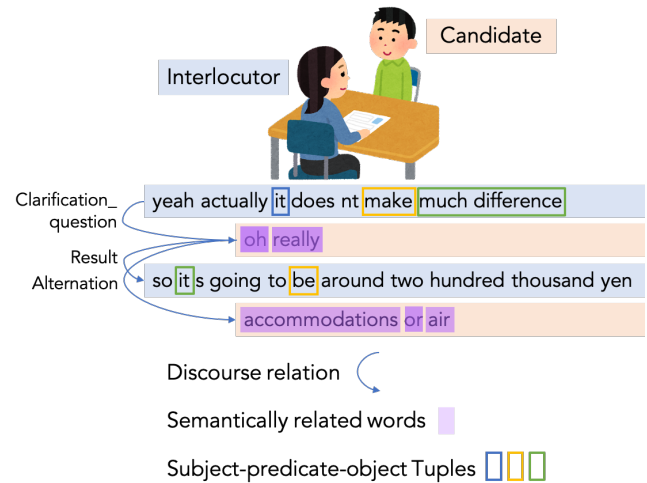 Candidate
Interlocutor
Clarification_
question
yeah actually it does nt make much difference
oh really
Result
Alternation
so it s going to be around two hundred thousand yen
accommodations or air
Discourse relation
Semantically related words
Subject-predicate-object Tuples